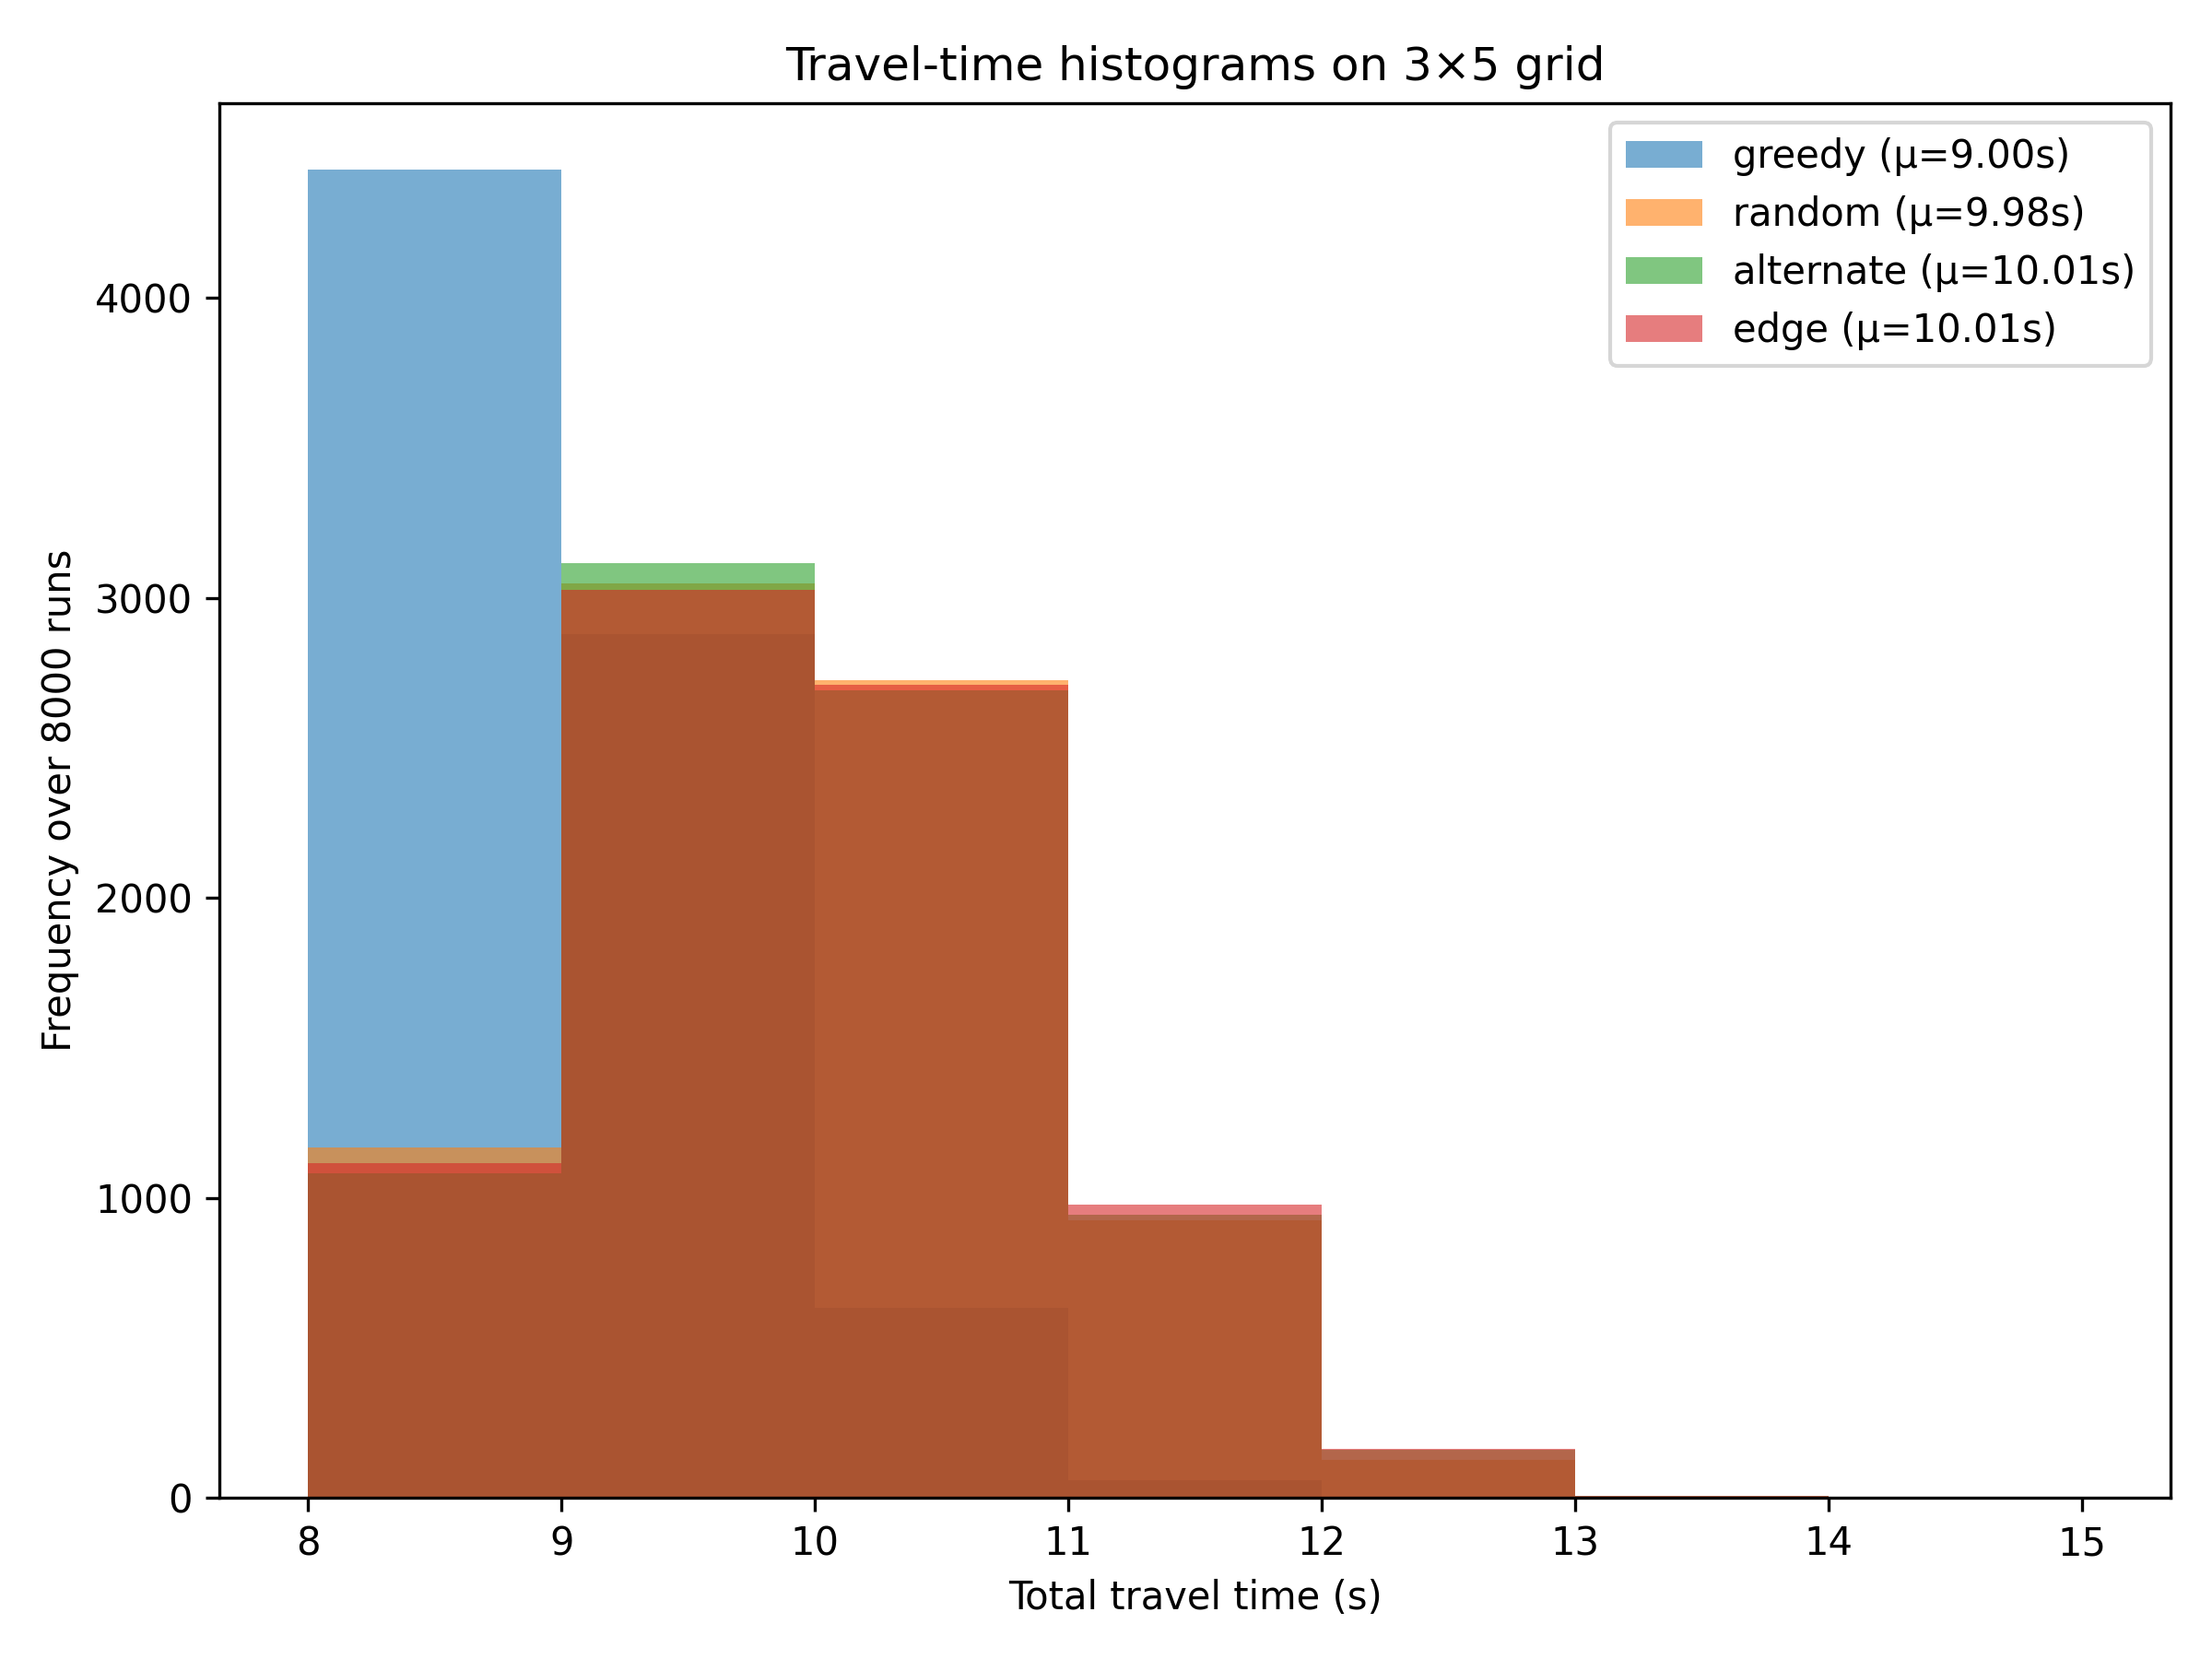 Travel-time histograms on 3×5 grid
greedy (μ=9.00s)
random (μ=9.98s)
alternate (μ=10.01s)
edge (μ=10.01s)
Frequency over 8000 runs
4000
3000
2000
1000
0
8 9 10 11 12 13 14 15
Total travel time (s)